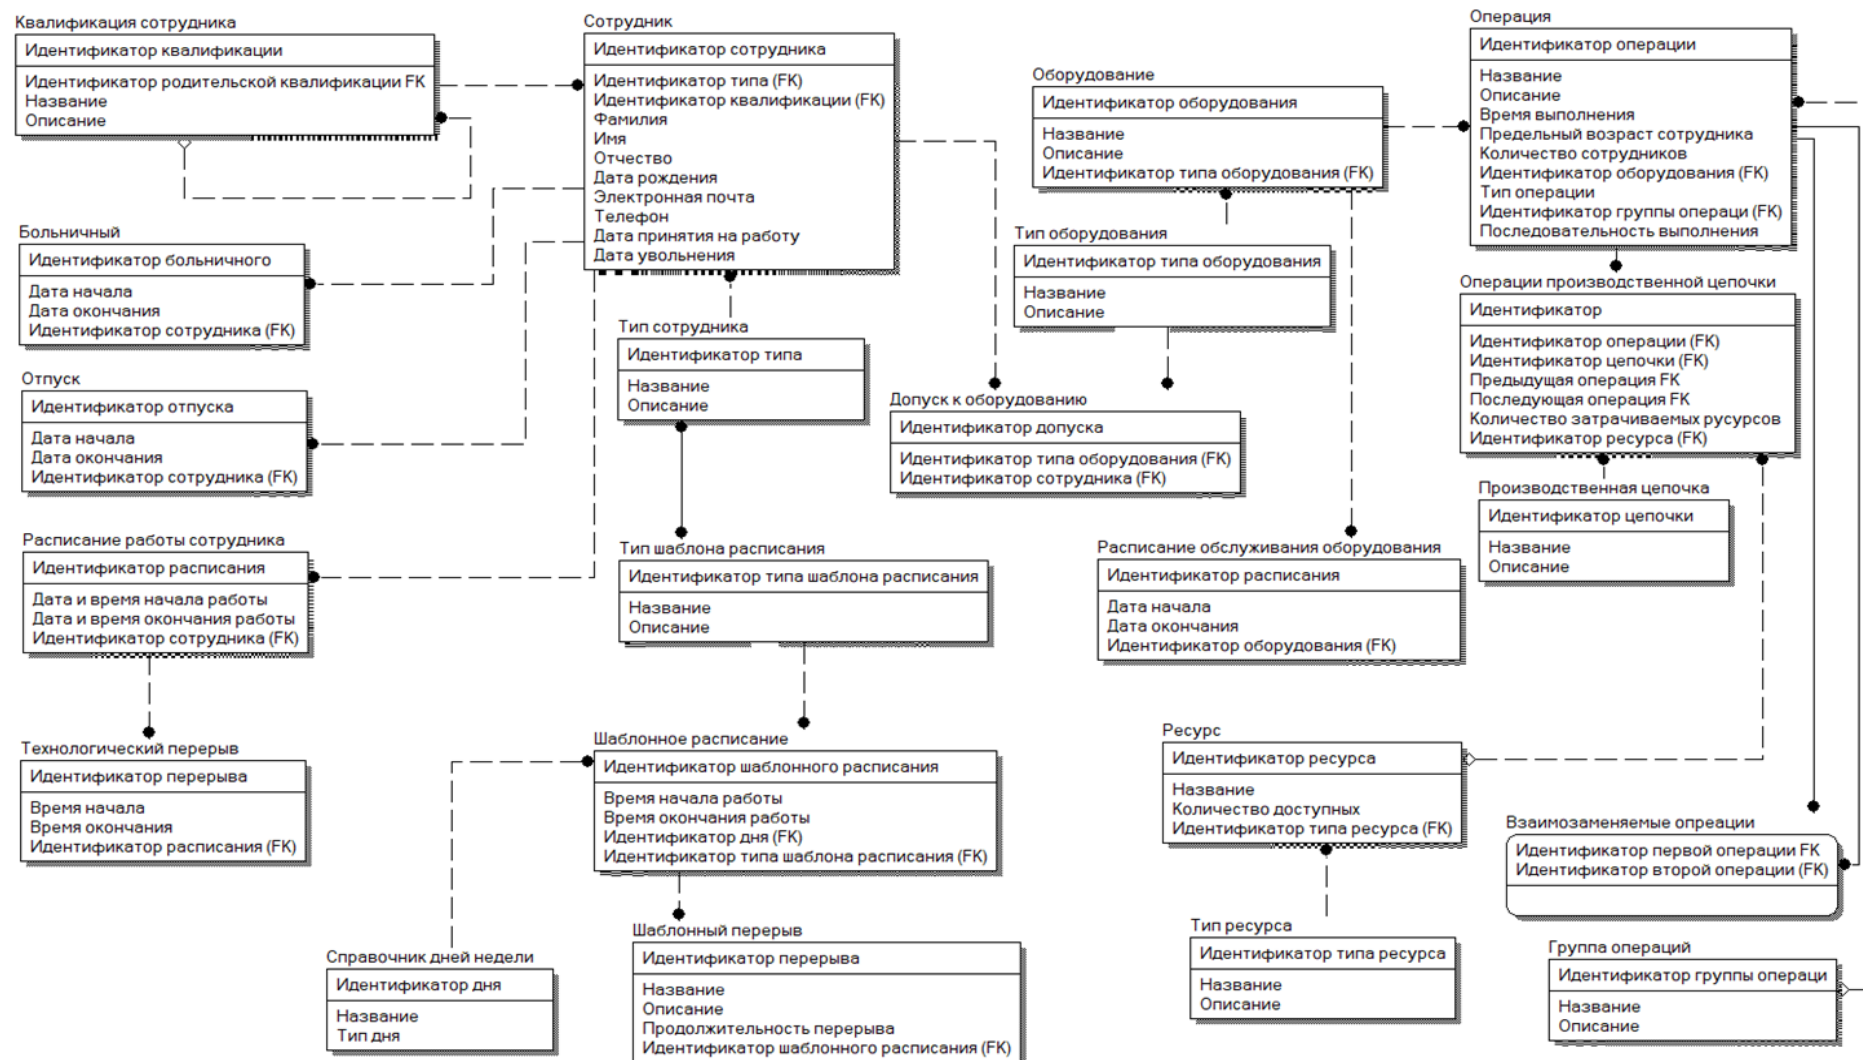 Квалификация сотрудника
Идентификатор квалификации
Идентификатор родительской квалификации FK
Название
Описание
Сотрудник
Идентификатор сотрудника
Идентификатор типа (FK)
Идентификатор квалификации (FK)
Фамилия
Имя
Отчество
Дата рождения
Электронная почта
Телефон
Дата принятия на работу
Дата увольнения
Оборудование
Идентификатор оборудования
Название
Описание
Идентификатор типа оборудования (FK)
Операция
Идентификатор операции
Название
Описание
Время выполнения
Предельный возраст сотрудника
Количество сотрудников
Идентификатор оборудования (FK)
Тип операции
Идентификатор группы операци (FK)
Последовательность выполнения
Больничный
Идентификатор больничного
Дата начала
Дата окончания
Идентификатор сотрудника (FK)
Тип оборудования
Идентификатор типа оборудования
Название
Описание
Операции производственной цепочки
Идентификатор
Идентификатор операции (FK)
Идентификатор цепочки (FK)
Предыдущая операция FK
Последующая операция FK
Количество затрачиваемых русурсов
Идентификатор ресурса (FK)
Тип сотрудника
Идентификатор типа
Название
Описание
Отпуск
Идентификатор отпуска
Дата начала
Дата окончания
Идентификатор сотрудника (FK)
Допуск к оборудованию
Идентификатор допуска
Идентификатор типа оборудования (FK)
Идентификатор сотрудника (FK)
Производственная цепочка
Идентификатор цепочки
Название
Описание
Расписание работы сотрудника
Идентификатор расписания
Дата и время начала работы
Дата и время окончания работы
Идентификатор сотрудника (FK)
Тип шаблона расписания
Идентификатор типа шаблона расписания
Название
Описание
Расписание обслуживания оборудования
Идентификатор расписания
Дата начала
Дата окончания
Идентификатор оборудования (FK)
Технологический перерыв
Идентификатор перерыва
Время начала
Время окончания
Идентификатор расписания (FK)
Шаблонное расписание
Идентификатор шаблонного расписания
Время начала работы
Время окончания работы
Идентификатор дня (FK)
Идентификатор типа шаблона расписания (FK)
Ресурс
Идентификатор ресурса
Название
Количество доступных
Идентификатор типа ресурса (FK)
Взаимозаменяемые опреации
Идентификатор первой операции FK
Идентификатор второй операции (FK)
Справочник дней недели
Идентификатор дня
Название
Тип дня
Шаблонный перерыв
Идентификатор перерыва
Название
Описание
Продолжительность перерыва
Идентификатор шаблонного расписания (FK)
Тип ресурса
Идентификатор типа ресурса
Название
Описание
Группа операций
Идентификатор группы операци
Название
Описание